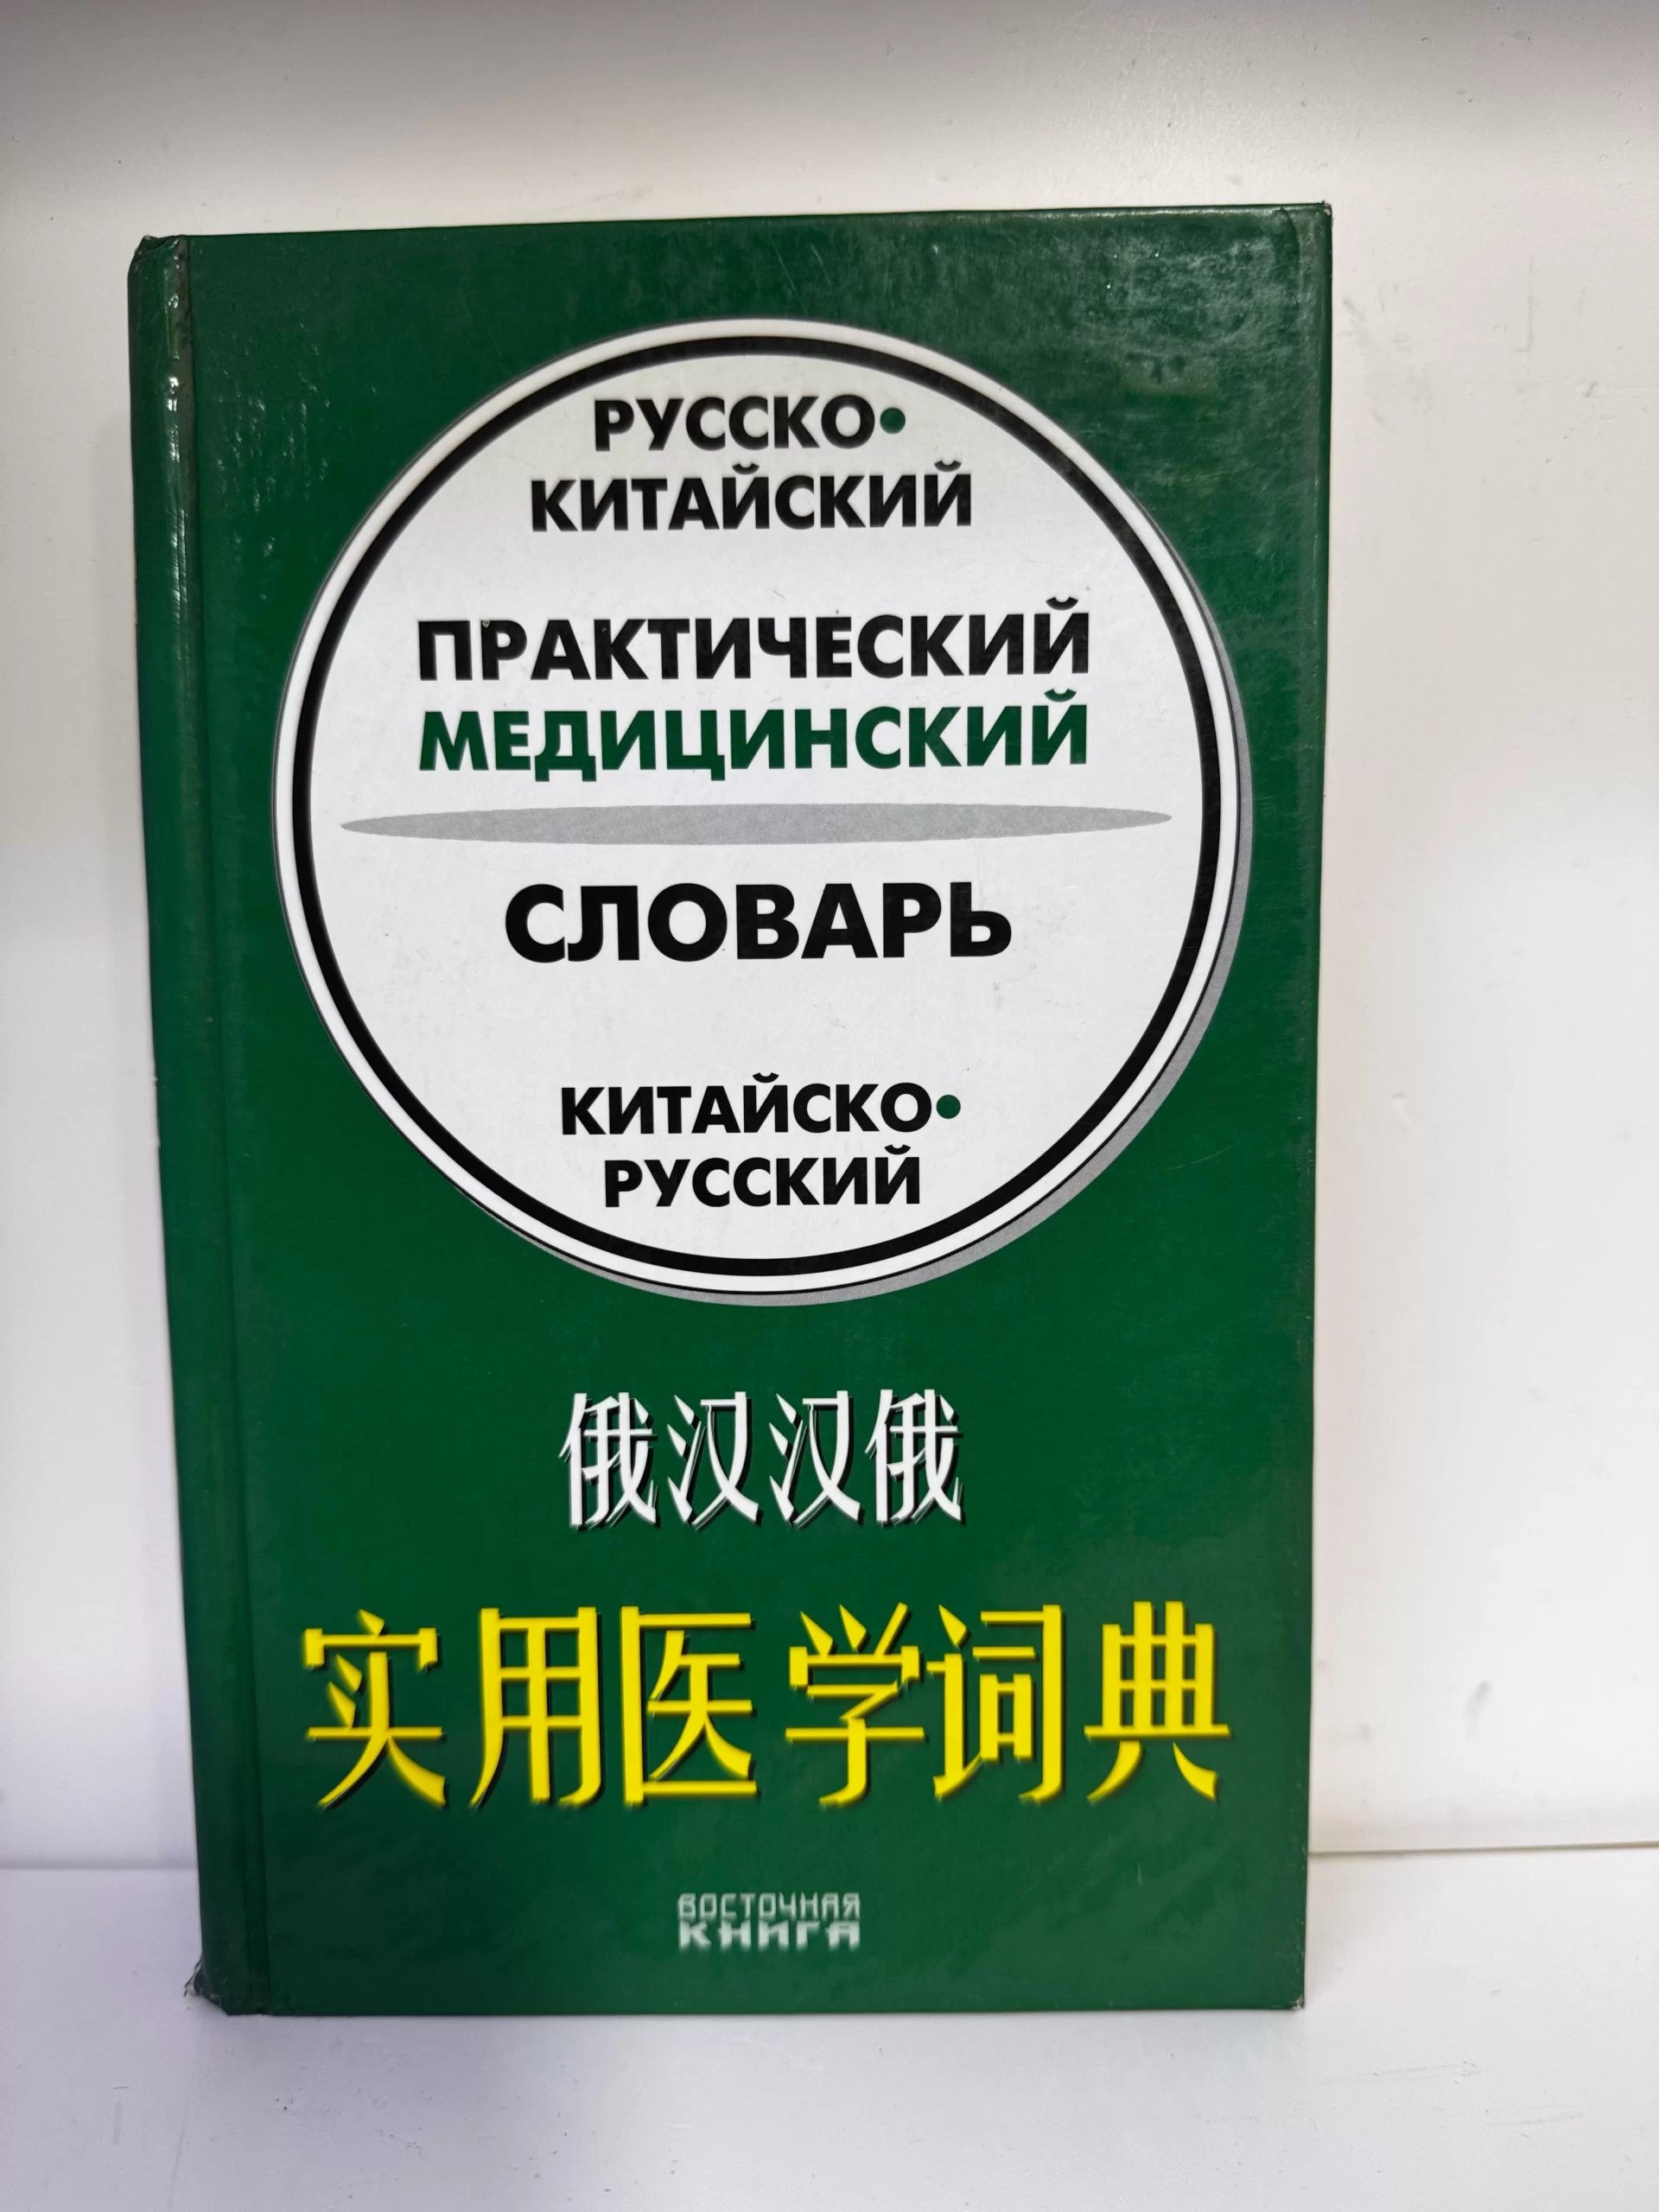 РУССКО•
КИТАЙСКИЙ
ПРАКТИЧЕСКИЙ
МЕДИЦИНСКИЙ
СЛОВАРЬ
КИТАЙСКО•
РУССКИЙ
俄汉汉俄
实用医学词典
ВОСТОЧНАЯ
КНИГА